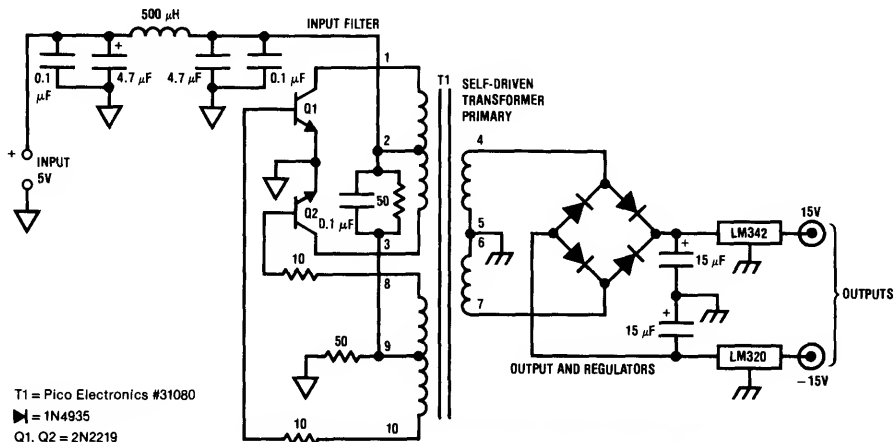 500 µH
INPUT FILTER
0.1 µF
4.7 µF
4.7 µF
0.1 µF
1
T1
SELF-DRIVEN
TRANSFORMER
PRIMARY
Q1
2
4
+ INPUT
5V
50
0.1 µF
Q2
3
5
6
15V
LM342
+
15 µF
10
8
7
OUTPUTS
+
15 µF
50
9
LM320
OUTPUT AND REGULATORS
–15V
10
10
T1 = Pico Electronics #31080
= 1N4935
Q1, Q2 = 2N2219